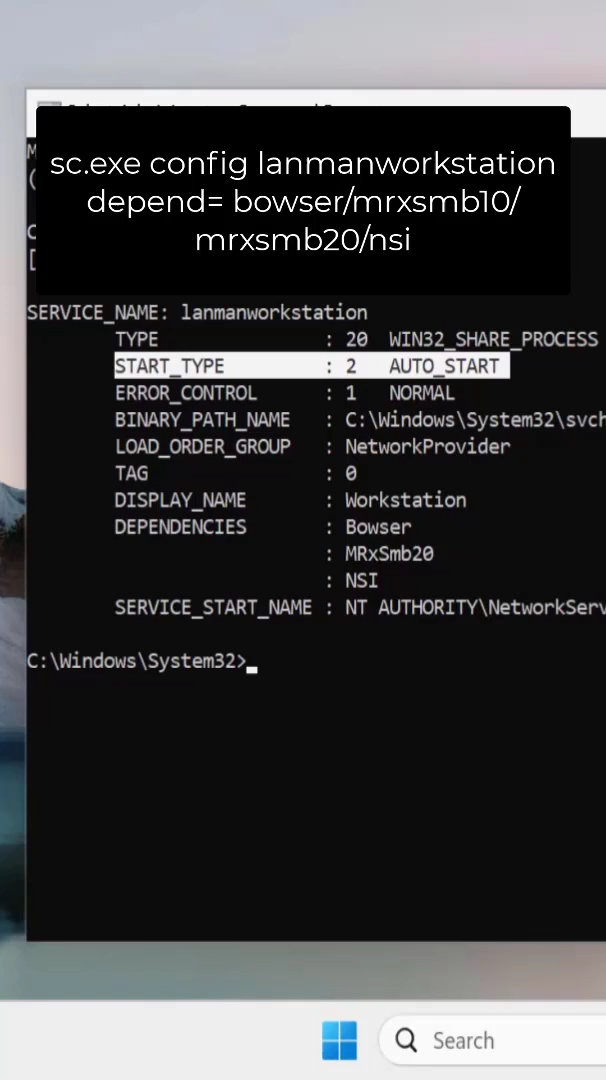 sc.exe config lanmanworkstation
depend= bowser/mrxsmb10/
mrxsmb20/nsi
SERVICE_NAME: lanmanworkstation
TYPE : 20 WIN32_SHARE_PROCESS
START_TYPE : 2 AUTO_START
ERROR_CONTROL : 1 NORMAL
BINARY_PATH_NAME : C:\Windows\System32\svch
LOAD_ORDER_GROUP : NetworkProvider
TAG : 0
DISPLAY_NAME : Workstation
DEPENDENCIES : Bowser
: MRxSmb20
: NSI
SERVICE_START_NAME : NT AUTHORITY\NetworkServ
C:\Windows\System32>
Search